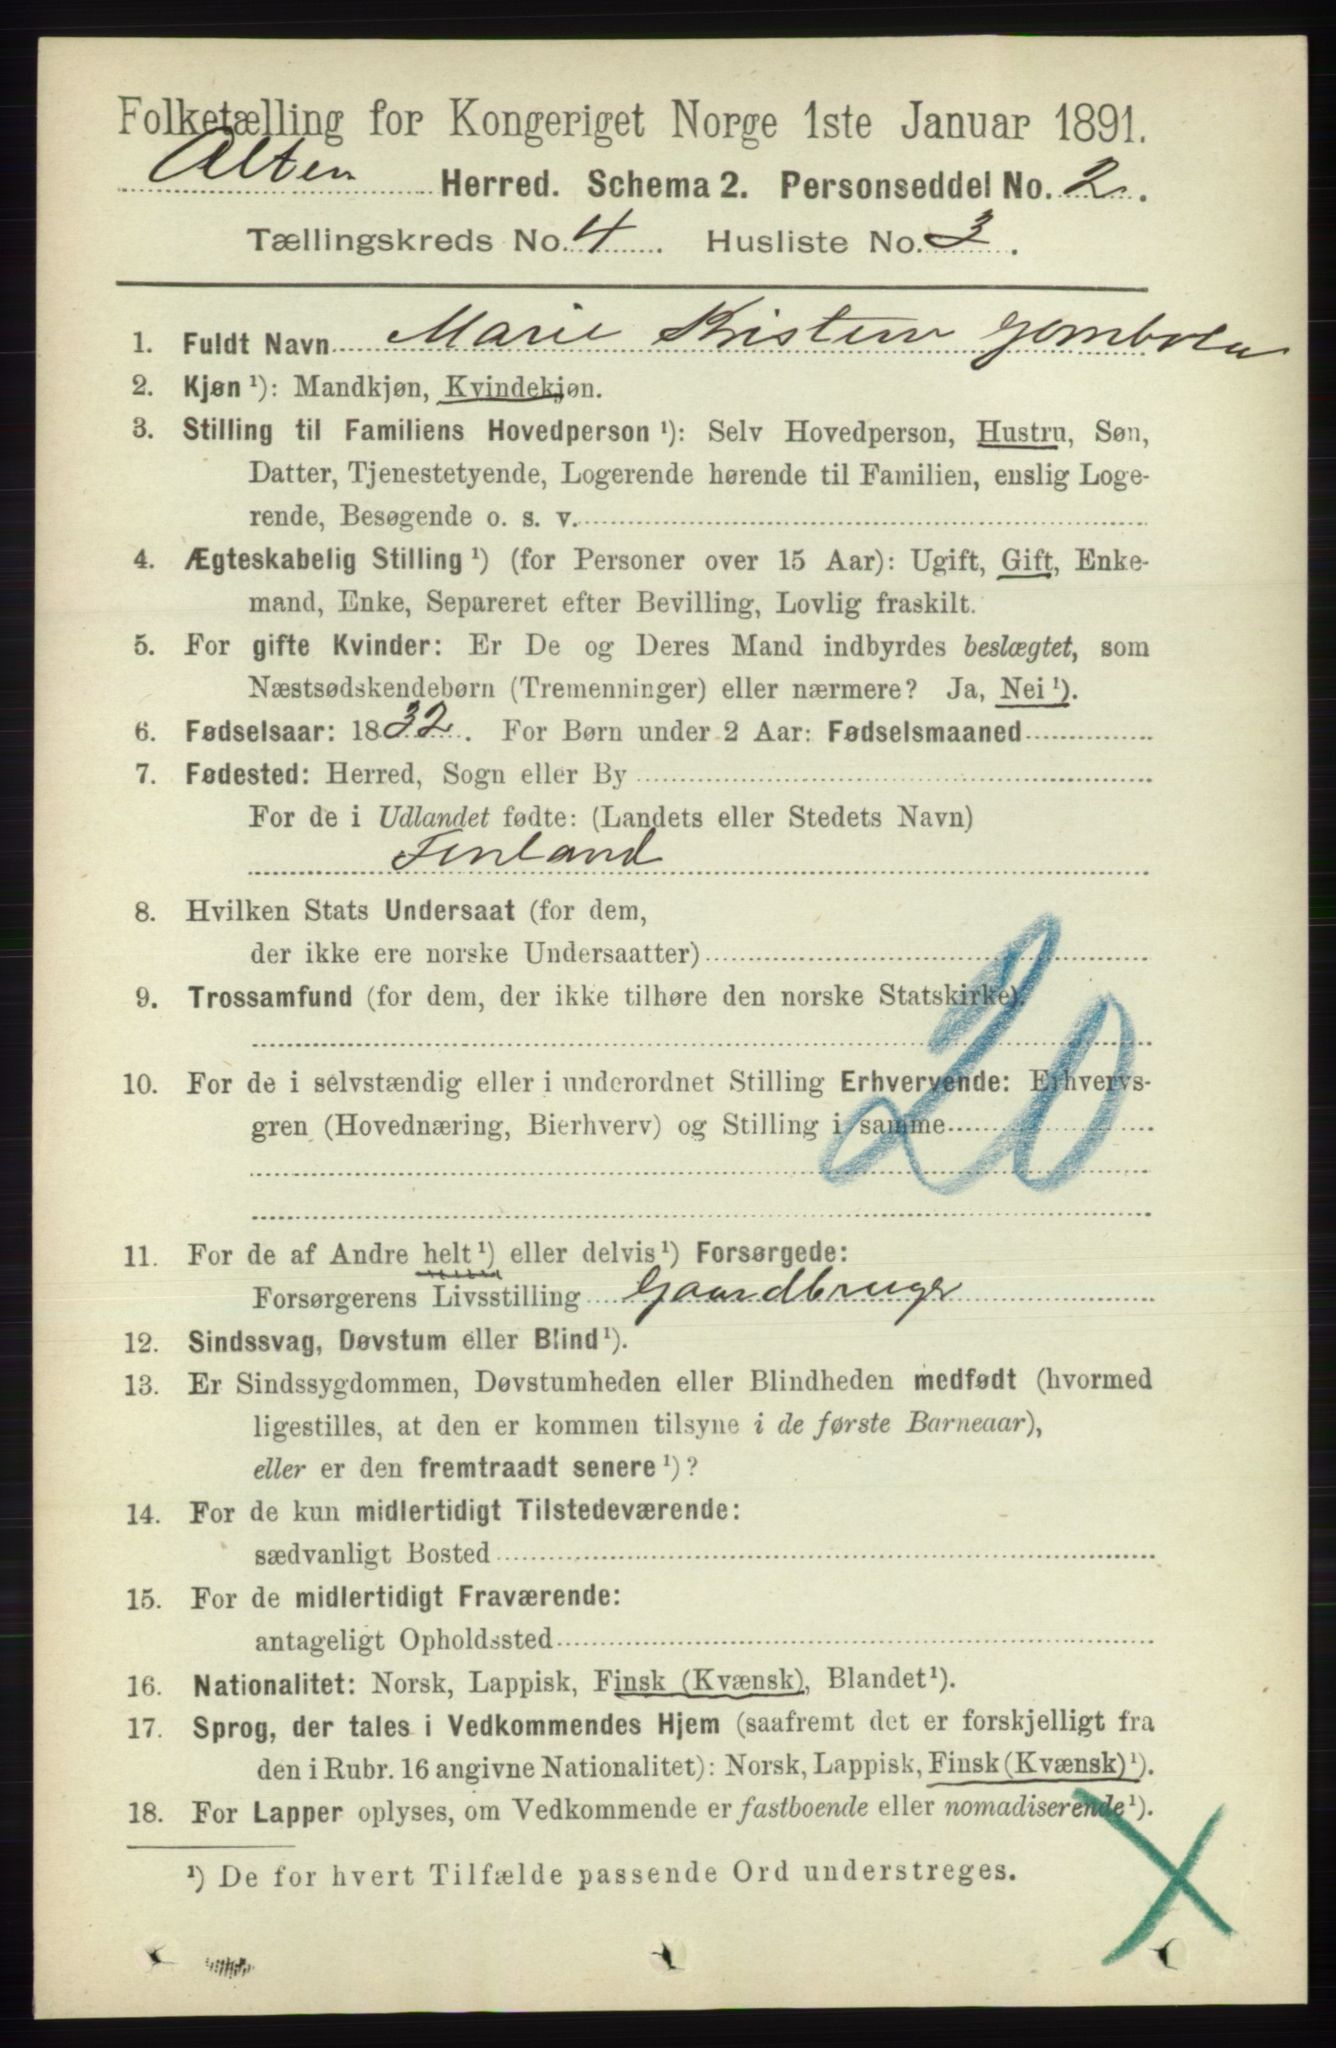 Folketælling for Kongeriget Norge 1ste Januar 1891.
Alten Herred. Schema 2. Personseddel No. 2.
Tællingskreds No. 4. Husliste No. 3.
1. Fuldt Navn Marie Kristine
2. Kjøn ¹): Mandkjøn, Kvindekjøn.
3. Stilling til Familiens Hovedperson ¹): Selv Hovedperson, Hustru, Søn,
Datter, Tjenestetyende, Logerende hørende til Familien, enslig Loge-
rende, Besøgende o. s. v.
4. Ægteskabelig Stilling ¹) (for Personer over 15 Aar): Ugift, Gift, Enke-
mand, Enke, Separeret efter Bevilling, Lovlig fraskilt.
5. For gifte Kvinder: Er De og Deres Mand indbyrdes beslægtet, som
Næstsødskendebørn (Tremenninger) eller nærmere? Ja, Nei ¹).
6. Fødselsaar: 1832. For Børn under 2 Aar: Fødselsmaaned
7. Fødested: Herred, Sogn eller By
For de i Udlandet fødte: (Landets eller Stedets Navn)
Finland
8. Hvilken Stats Undersaat (for dem,
der ikke ere norske Undersaatter)
9. Trossamfund (for dem, der ikke tilhøre den norske Statskirke).
20
10. For de i selvstændig eller i underordnet Stilling Erhvervende: Erhvervs-
gren (Hovednæring, Bierhverv) og Stilling i samme
11. For de af Andre helt ¹) eller delvis ¹) Forsørgede:
Forsørgerens Livsstilling Gaardbruger
12. Sindssvag, Døvstum eller Blind ¹).
13. Er Sindssygdommen, Døvstumheden eller Blindheden medfødt (hvormed
ligestilles, at den er kommen tilsyne i de første Barneaar),
eller er den fremtraadt senere ¹)?
14. For de kun midlertidigt Tilstedeværende:
sædvanligt Bosted
15. For de midlertidigt Fraværende:
antageligt Opholdssted
16. Nationalitet: Norsk, Lappisk, Finsk (Kvænsk), Blandet ¹).
17. Sprog, der tales i Vedkommendes Hjem (saafremt det er forskjelligt fra
den i Rubr. 16 angivne Nationalitet): Norsk, Lappisk, Finsk (Kvænsk) ¹).
18. For Lapper oplyses, om Vedkommende er fastboende eller nomadiserende ¹).
¹) De for hvert Tilfælde passende Ord understreges.